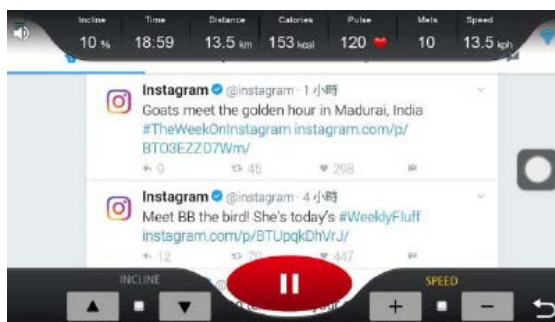 Incline Time Distance Calories Pulse Mets Speed
10 % 18:59 13.5 km 153 kcal 120 10 13.5 kph
Instagram @instagram · 1 小時
Goats meet the golden hour in Madurai, India
#TheWeekOnInstagram instagram.com/p/
BTO3EZZD7Wm/
9 45 298
Instagram @instagram · 4 小時
Meet BB the bird! She's today's #WeeklyFluff
instagram.com/p/BTUpqkDhVrJ/
12 447
INCLINE SPEED